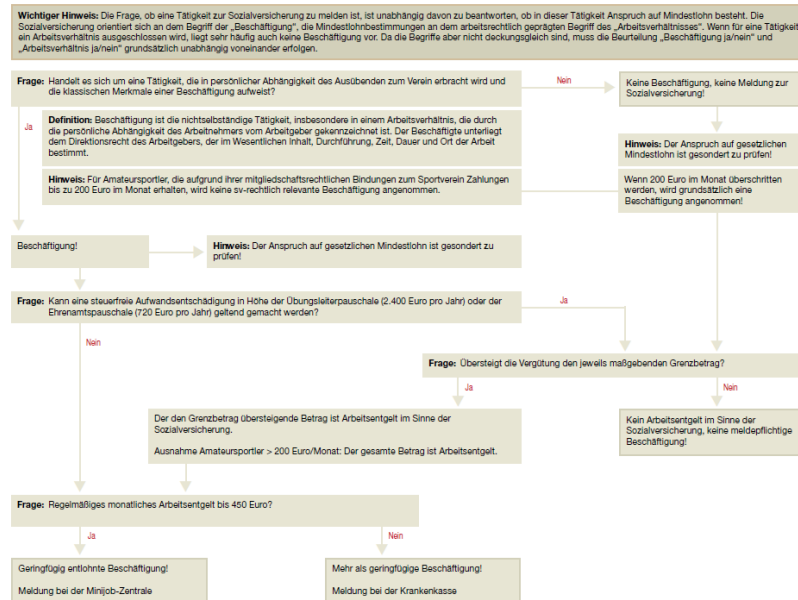 Wichtiger Hinweis: Die Frage, ob eine Tätigkeit zur Sozialversicherung zu melden ist, ist unabhängig davon zu beantworten, ob in dieser Tätigkeit Anspruch auf Mindestlohn besteht. Die
Sozialversicherung orientiert sich an dem Begriff der „Beschäftigung“, die Mindestlohnbestimmungen an dem arbeitsrechtlich geprägten Begriff des „Arbeitsverhältnisses“. Wenn für eine Tätigkeit
ein Arbeitsverhältnis ausgeschlossen wird, liegt sehr häufig auch keine Beschäftigung vor. Da die Begriffe aber nicht deckungsgleich sind, muss die Beurteilung „Beschäftigung ja/nein“ und
„Arbeitsverhältnis ja/nein“ grundsätzlich unabhängig voneinander erfolgen.
Frage: Handelt es sich um eine Tätigkeit, die in persönlicher Abhängigkeit des Ausübenden zum Verein erbracht wird und
die klassischen Merkmale einer Beschäftigung aufweist?
Nein
Keine Beschäftigung, keine Meldung zur
Sozialversicherung!
Ja
Definition: Beschäftigung ist die nichtselbständige Tätigkeit, insbesondere in einem Arbeitsverhältnis, die durch
die persönliche Abhängigkeit des Arbeitnehmers vom Arbeitgeber gekennzeichnet ist. Der Beschäftigte unterliegt
dem Direktionsrecht des Arbeitgebers, der im Wesentlichen Inhalt, Durchführung, Zeit, Dauer und Ort der Arbeit
bestimmt.
Hinweis: Der Anspruch auf gesetzlichen
Mindestlohn ist gesondert zu prüfen!
Hinweis: Für Amateursportler, die aufgrund ihrer mitgliedschaftsrechtlichen Bindungen zum Sportverein Zahlungen
bis zu 200 Euro im Monat erhalten, wird keine sv-rechtlich relevante Beschäftigung angenommen.
Wenn 200 Euro im Monat überschritten
werden, wird grundsätzlich eine
Beschäftigung angenommen!
Beschäftigung!
Hinweis: Der Anspruch auf gesetzlichen Mindestlohn ist gesondert zu
prüfen!
Frage: Kann eine steuerfreie Aufwandsentschädigung in Höhe der Übungsleiterpauschale (2.400 Euro pro Jahr) oder der
Ehrenamtspauschale (720 Euro pro Jahr) geltend gemacht werden?
Ja
Nein
Frage: Übersteigt die Vergütung den jeweils maßgebenden Grenzbetrag?
Ja
Nein
Der den Grenzbetrag übersteigende Betrag ist Arbeitsentgelt im Sinne der
Sozialversicherung.
Ausnahme Amateursportler > 200 Euro/Monat: Der gesamte Betrag ist Arbeitsentgelt.
Kein Arbeitsentgelt im Sinne der
Sozialversicherung, keine meldepflichtige
Beschäftigung!
Frage: Regelmäßiges monatliches Arbeitsentgelt bis 450 Euro?
Ja
Nein
Geringfügig entlohnte Beschäftigung!
Meldung bei der Minijob-Zentrale
Mehr als geringfügige Beschäftigung!
Meldung bei der Krankenkasse